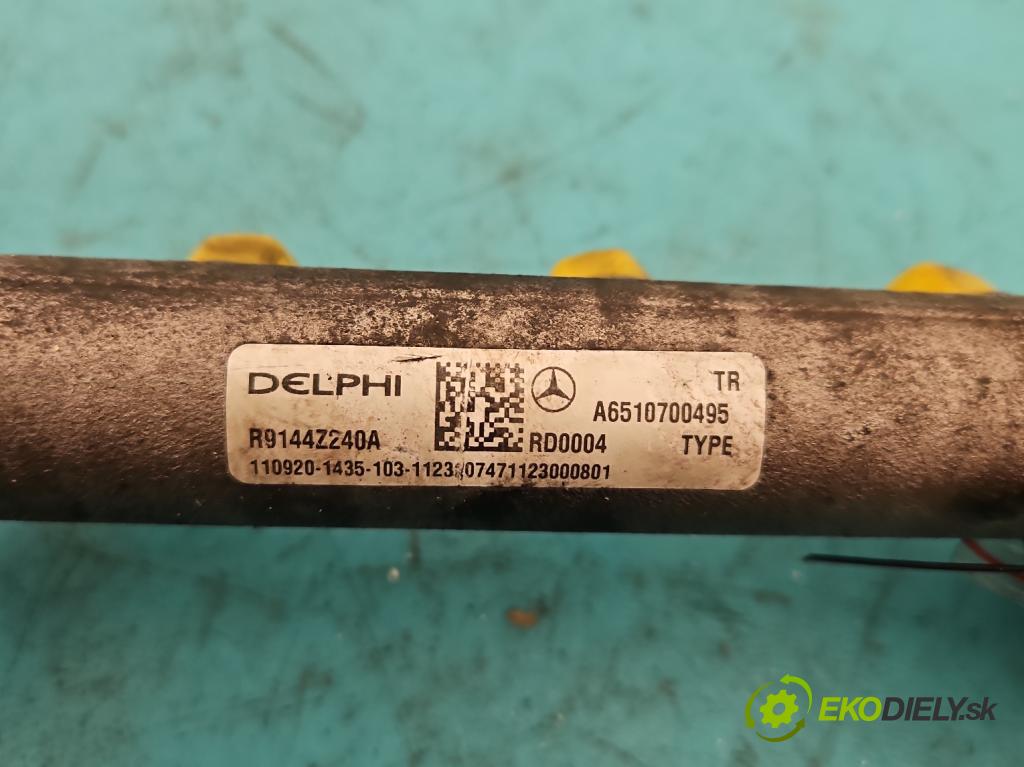 DELPHI
TR
A6510700495
R9144Z240A
RD0004
TYPE
110920-1435-103-1123 07471123000801
EKODIELY.sk